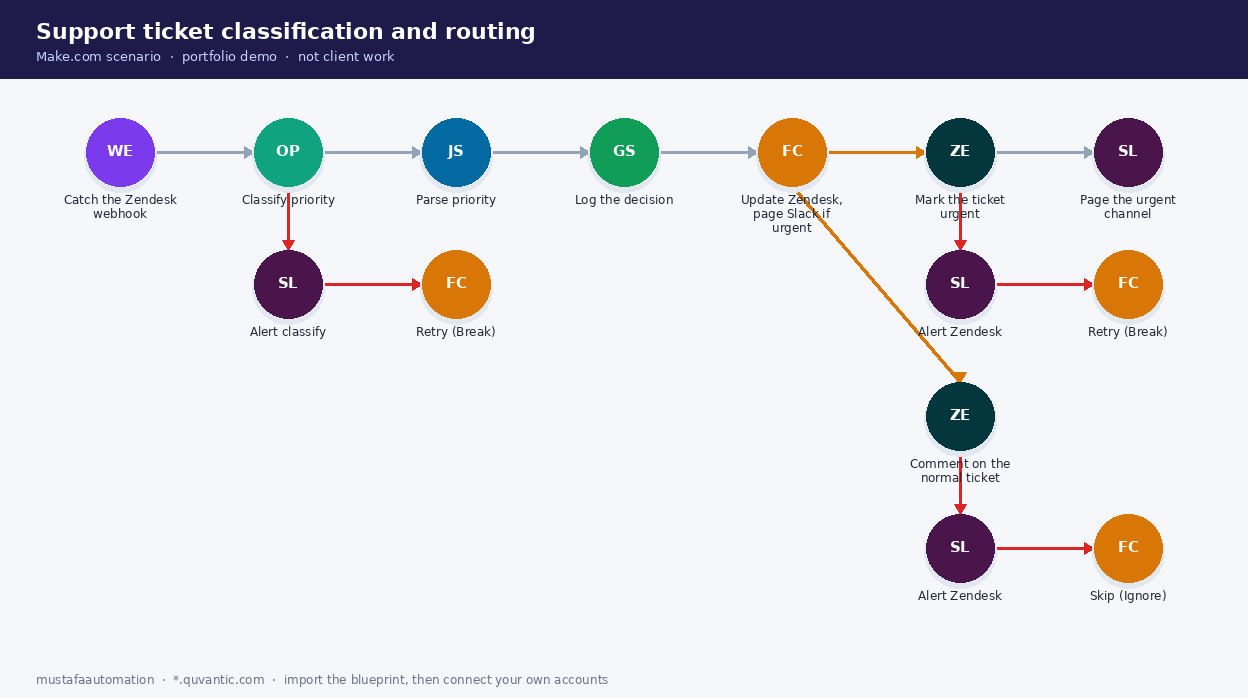 Support ticket classification and routing
Make.com scenario · portfolio demo · not client work
WE
OP
JS
GS
FC
ZE
SL
Catch the Zendesk
webhook
Classify priority
Parse priority
Log the decision
Update Zendesk,
page Slack if
urgent
Mark the ticket
urgent
Page the urgent
channel
SL
FC
SL
FC
Alert classify
Retry (Break)
Alert Zendesk
Retry (Break)
ZE
Comment on the
normal ticket
SL
FC
Alert Zendesk
Skip (Ignore)
mustafaautomation · *.quvantic.com · import the blueprint, then connect your own accounts